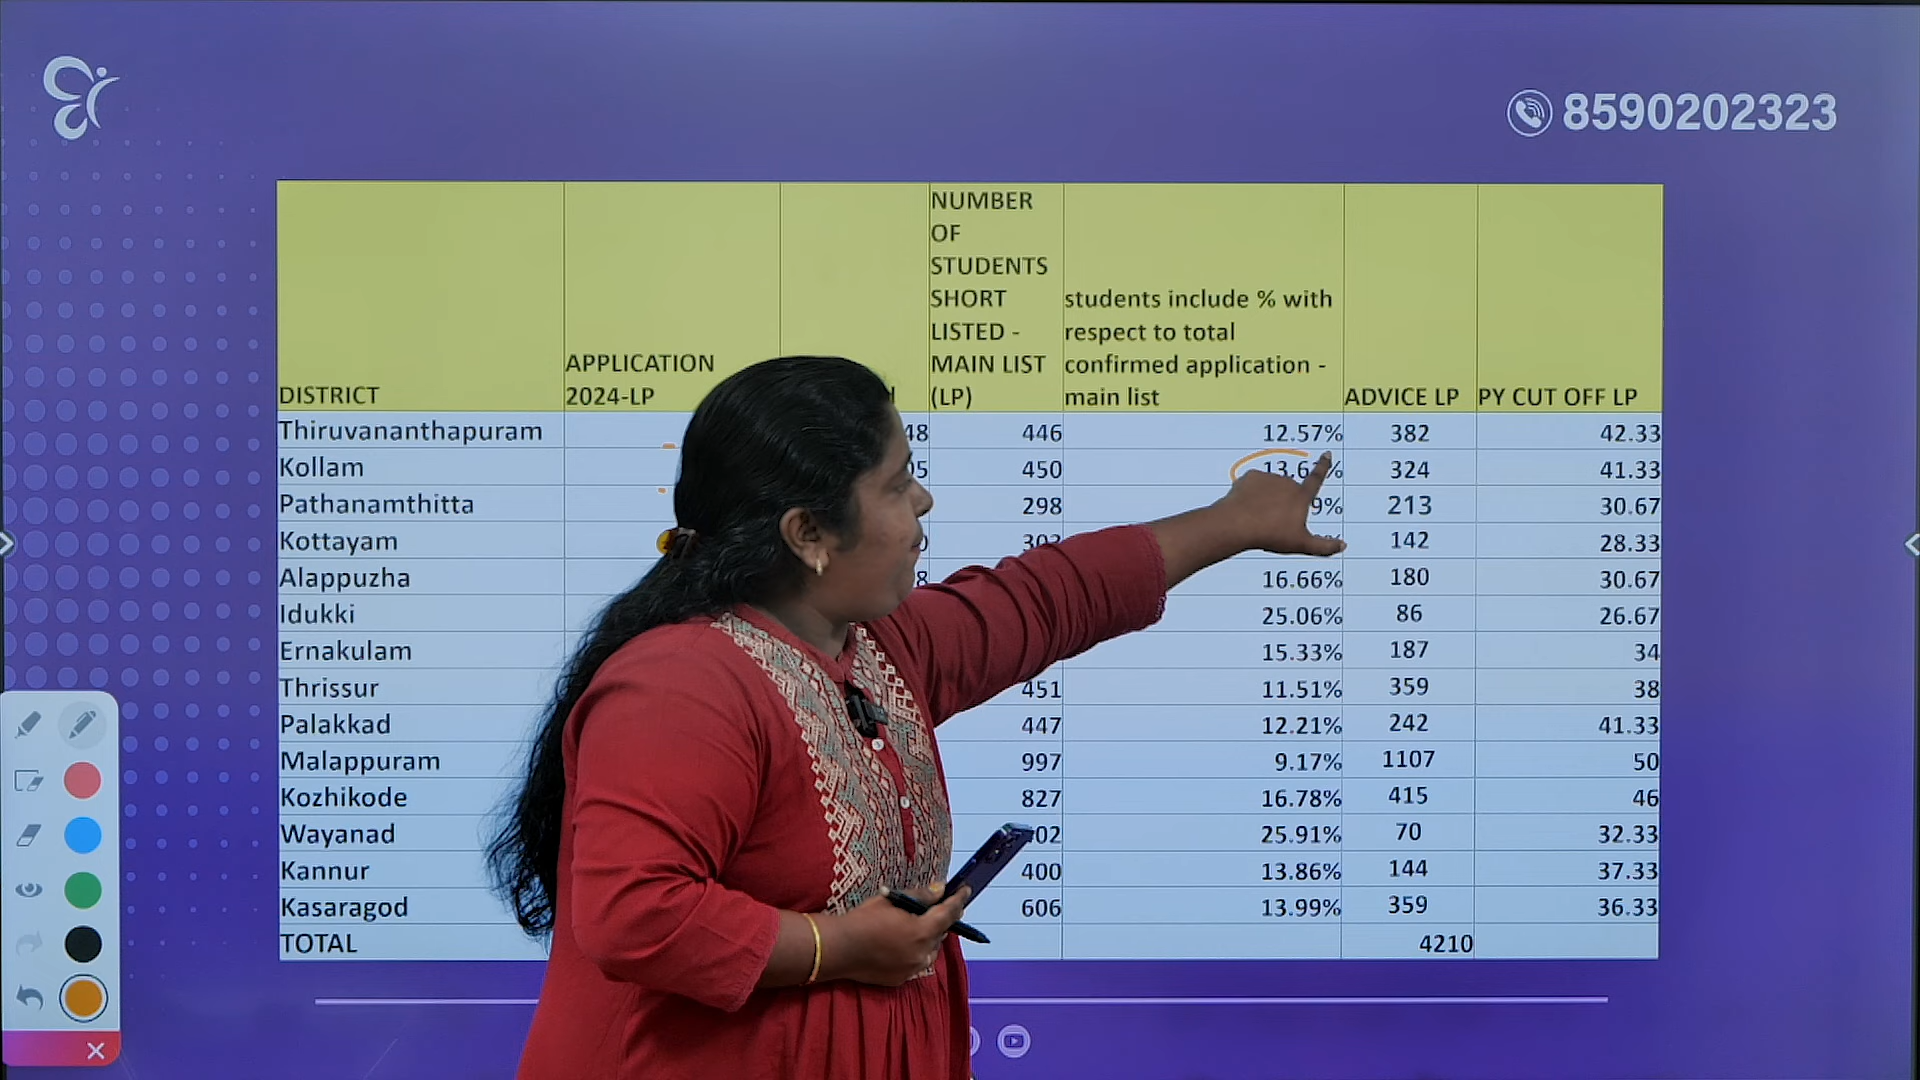 8590202323
DISTRICT APPLICATION 2024-LP NUMBER OF STUDENTS SHORT LISTED - MAIN LIST (LP) students include % with respect to total confirmed application - main list ADVICE LP PY CUT OFF LP
Thiruvananthapuram 446 12.57% 382 42.33
Kollam 450 324 41.33
Pathanamthitta 298 213 30.67
Kottayam 142 28.33
Alappuzha 16.66% 180 30.67
Idukki 25.06% 86 26.67
Ernakulam 15.33% 187 34
Thrissur 451 11.51% 359 38
Palakkad 447 12.21% 242 41.33
Malappuram 997 9.17% 1107 50
Kozhikode 827 16.78% 415 46
Wayanad 25.91% 70 32.33
Kannur 400 13.86% 144 37.33
Kasaragod 606 13.99% 359 36.33
TOTAL 4210